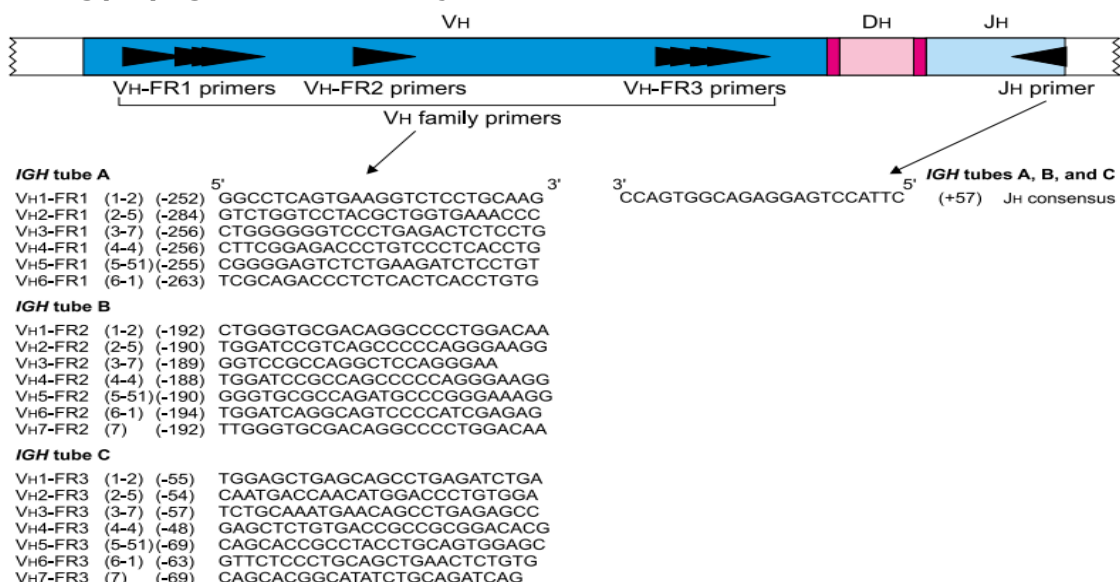 VH DH JH
VH-FR1 primers VH-FR2 primers VH-FR3 primers JH primer
VH family primers
IGH tube A
5' 3'
VH1-FR1 (1-2) (-252) GGCCTCAGTGAAGGTCTCCTGCAAG
VH2-FR1 (2-5) (-284) GTCTGGTCCTACGCTGGTGAAACCC
VH3-FR1 (3-7) (-256) CTGGGGGGTCCCTGAGACTCTCCTG
VH4-FR1 (4-4) (-256) CTTCGGAGACCCTGTCCCTCACCTG
VH5-FR1 (5-51) (-255) CGGGGAGTCTCTGAAGATCTCCTGT
VH6-FR1 (6-1) (-263) TCGCAGACCCTCTCACTCACCTGTG
3' 5' IGH tubes A, B, and C
CCAGTGGCAGAGGAGTCCATTC (+57) JH consensus
IGH tube B
VH1-FR2 (1-2) (-192) CTGGGTGCGACAGGCCCCTGGACAA
VH2-FR2 (2-5) (-190) TGGATCCGTCAGCCCCCAGGGAAGG
VH3-FR2 (3-7) (-189) GGTCCGCCAGGCTCCAGGGAA
VH4-FR2 (4-4) (-188) TGGATCCGCCAGCCCCCAGGGAAGG
VH5-FR2 (5-51) (-190) GGGTGCGCCAGATGCCCGGGAAAGG
VH6-FR2 (6-1) (-194) TGGATCAGGCAGTCCCCATCGAGAG
VH7-FR2 (7) (-192) TTGGGTGCGACAGGCCCCTGGACAA
IGH tube C
VH1-FR3 (1-2) (-55) TGGAGCTGAGCAGCCTGAGATCTGA
VH2-FR3 (2-5) (-54) CAATGACCAACATGGACCCTGTGGA
VH3-FR3 (3-7) (-57) TCTGCAAATGAACAGCCTGAGAGCC
VH4-FR3 (4-4) (-48) GAGCTCTGTGACCGCCGCGGACACG
VH5-FR3 (5-51) (-69) CAGCACCGCCTACCTGCAGTGGAGC
VH6-FR3 (6-1) (-63) GTTCTCCCTGCAGCTGAACTCTGTG
VH7-FR3 (7) (-69) CAGCACGGCATATCTGCAGATCAG